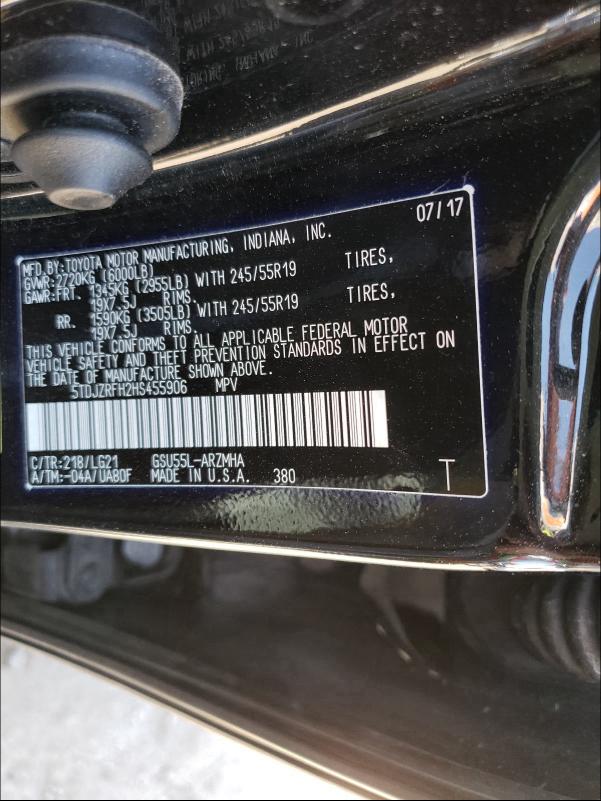 07/17
MFD.BY:TOYOTA MOTOR MANUFACTURING, INDIANA, INC.
GVWR:2720KG (6000LB)
GAWR:FRT. 1345KG (2955LB) WITH 245/55R19 TIRES,
19X7.5J RIMS.
RR. 1590KG (3505LB) WITH 245/55R19 TIRES,
19X7.5J RIMS.
THIS VEHICLE CONFORMS TO ALL APPLICABLE FEDERAL MOTOR
VEHICLE SAFETY AND THEFT PREVENTION STANDARDS IN EFFECT ON
THE DATE OF MANUFACTURE SHOWN ABOVE.
5TDJZRFH2HS455906 MPV
C/TR:218/LG21 GSU55L-ARZMHA
A/TM:-04A/UA80F MADE IN U.S.A. 380 T